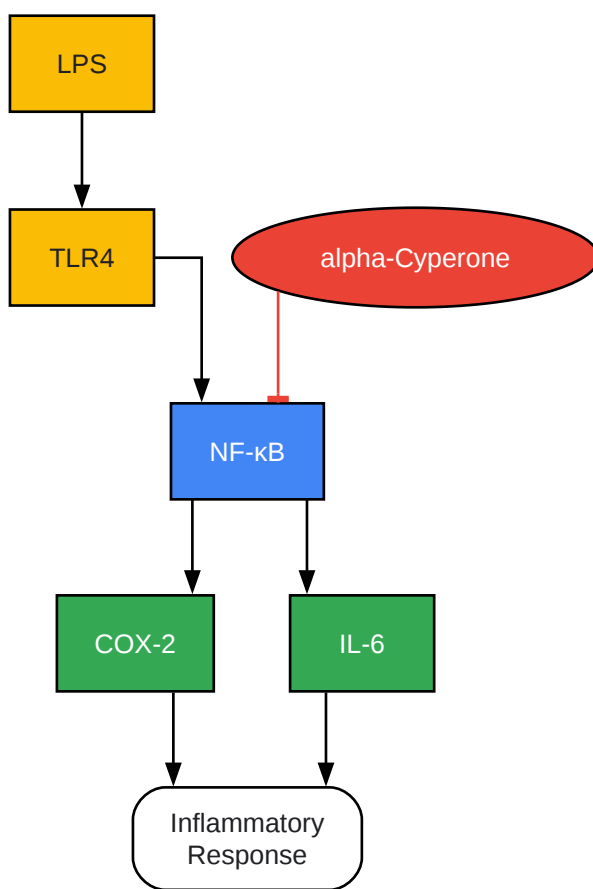 LPS
TLR4
alpha-Cyperone
NF-κB
COX-2
IL-6
Inflammatory
Response